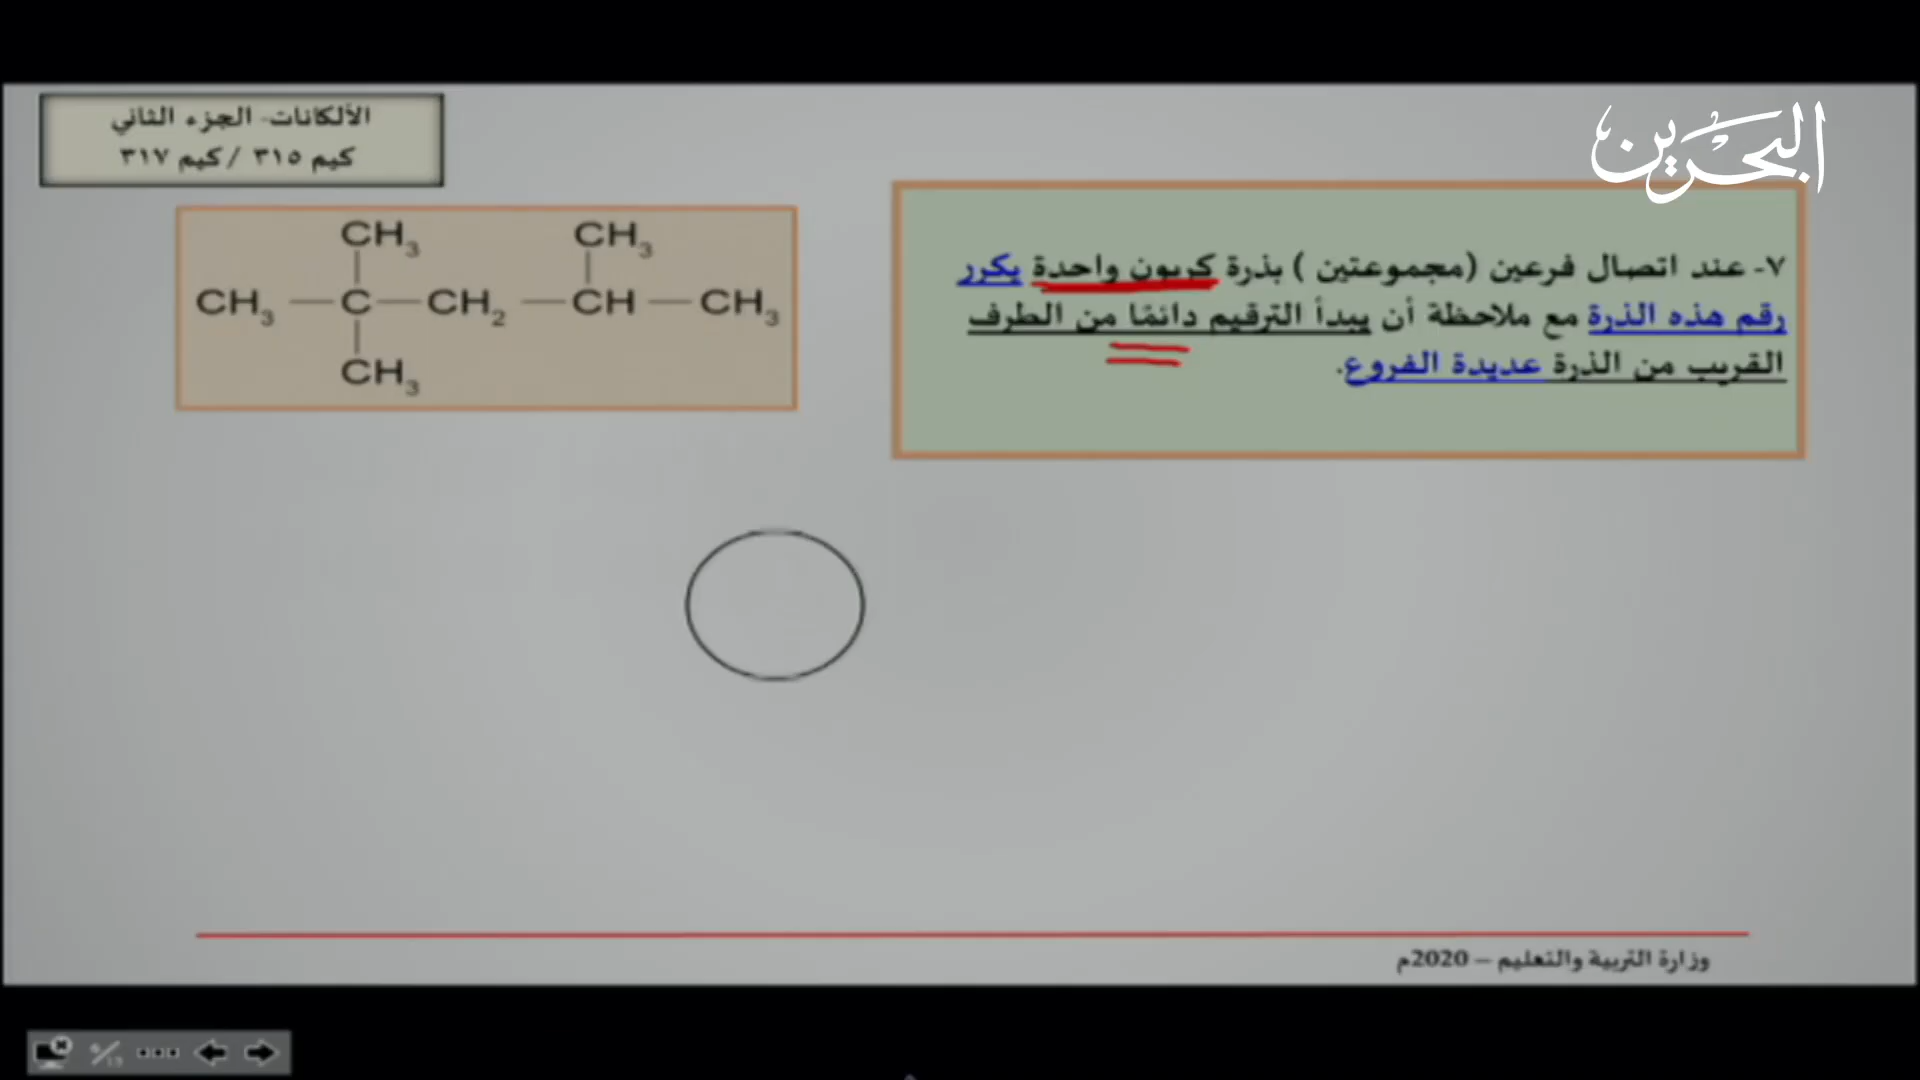 البحرين
الألكانات- الجزء الثاني
كيم ٣١٥ / كيم ٣١٧
٧- عند اتصال فرعين (مجموعتين ) بذرة كربون واحدة يكرر
رقم هذه الذرة مع ملاحظة أن يبدأ الترقيم دائمًا من الطرف
القريب من الذرة عديدة الفروع.
CH₃ CH₃
CH₃ — C — CH₂ — CH — CH₃
CH₃
وزارة التربية والتعليم – 2020م